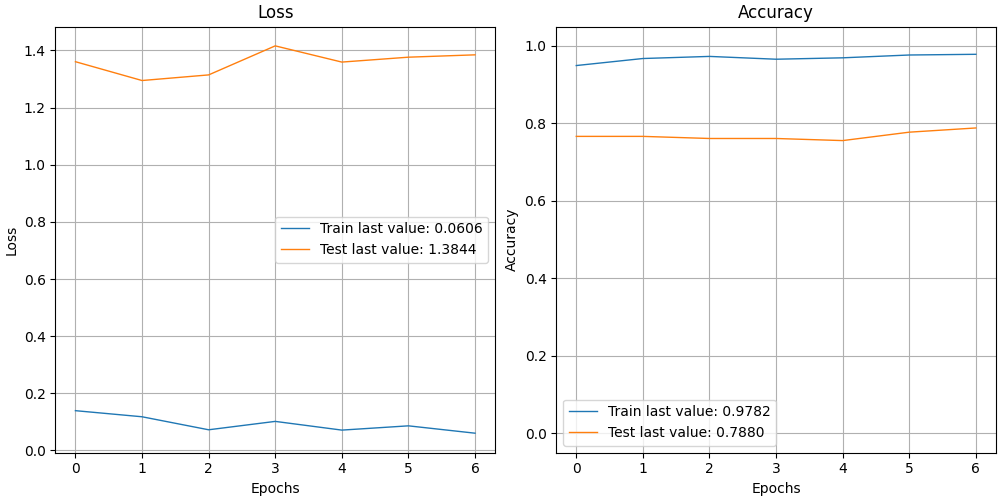 Loss
1.4
1.2
1.0
0.8
0.6
0.4
0.2
0.0
Loss
Train last value: 0.0606
Test last value: 1.3844
0 1 2 3 4 5 6
Epochs
Accuracy
1.0
0.8
0.6
0.4
0.2
0.0
Accuracy
Train last value: 0.9782
Test last value: 0.7880
0 1 2 3 4 5 6
Epochs